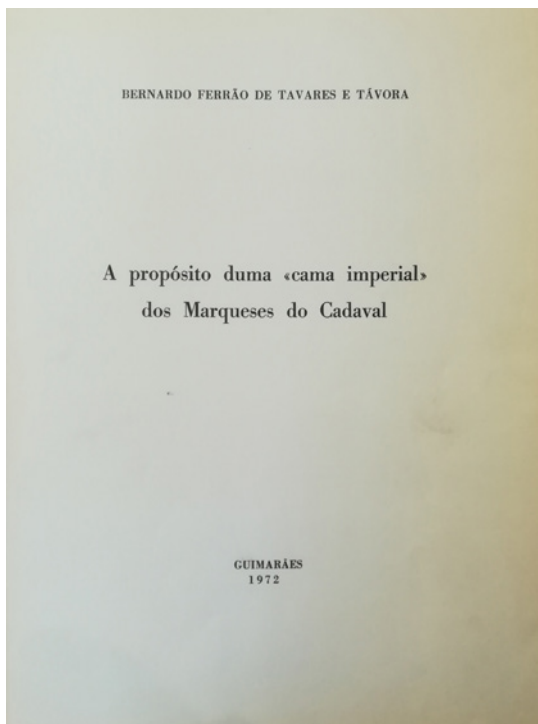 BERNARDO FERRÃO DE TAVARES E TÁVORA
A propósito duma «cama imperial»
dos Marqueses do Cadaval
GUIMARÃES
1972